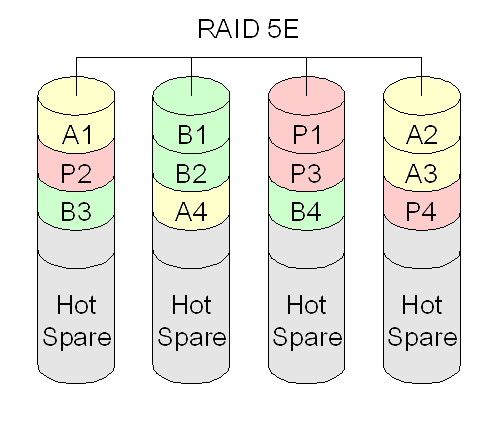 RAID 5E
A1 B1 P1 A2
P2 B2 P3 A3
B3 A4 B4 P4
Hot Hot Hot Hot
Spare Spare Spare Spare